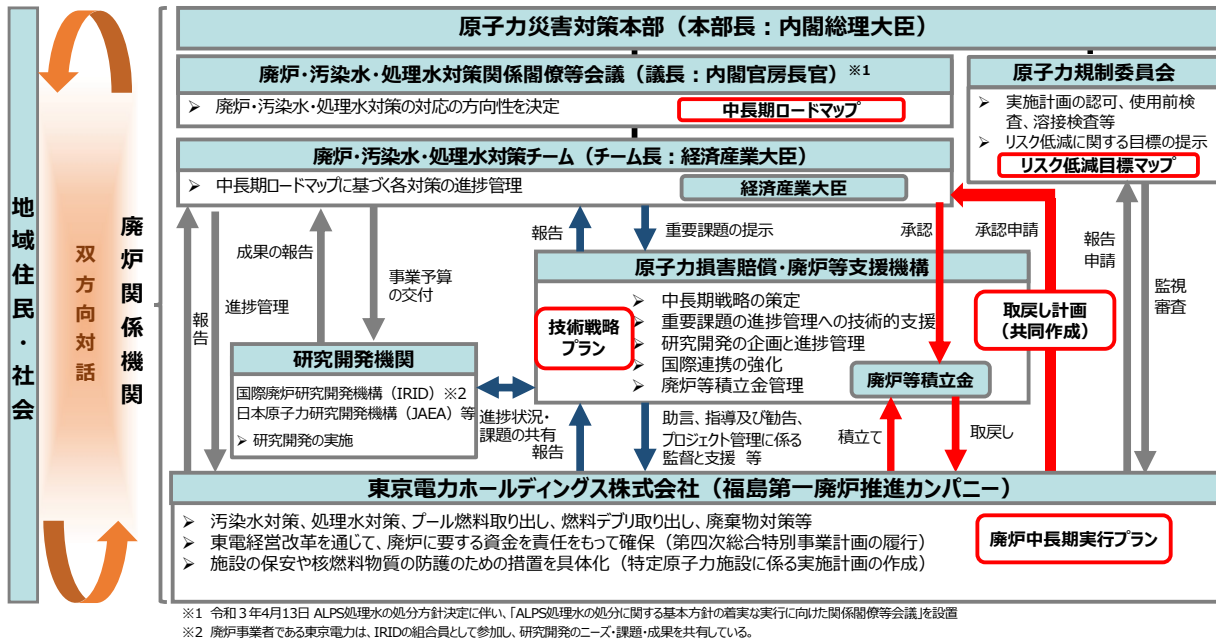 原子力災害対策本部（本部長：内閣総理大臣）
廃炉・汚染水・処理水対策関係閣僚等会議（議長：内閣官房長官）※1
➢ 廃炉・汚染水・処理水対策の対応の方向性を決定
中長期ロードマップ
原子力規制委員会
➢ 実施計画の認可、使用前検
査、溶接検査等
➢ リスク低減に関する目標の提示
リスク低減目標マップ
廃炉・汚染水・処理水対策チーム（チーム長：経済産業大臣）
➢ 中長期ロードマップに基づく各対策の進捗管理
経済産業大臣
地域住民・社会
双方向対話
廃炉関係機関
報告
進捗管理
成果の報告
事業予算
の交付
報告
重要課題の提示
承認
承認申請
報告
申請
監視
審査
原子力損害賠償・廃炉等支援機構
技術戦略
プラン
➢ 中長期戦略の策定
➢ 重要課題の進捗管理への技術的支援
➢ 研究開発の企画と進捗管理
➢ 国際連携の強化
➢ 廃炉等積立金管理
廃炉等積立金
取戻し計画
（共同作成）
研究開発機関
国際廃炉研究開発機構（IRID）※2
日本原子力研究開発機構（JAEA）等
➢ 研究開発の実施
進捗状況・
課題の共有
報告
助言、指導及び勧告、
プロジェクト管理に係る
監督と支援 等
積立て
取戻し
東京電力ホールディングス株式会社（福島第一廃炉推進カンパニー）
➢ 汚染水対策、処理水対策、プール燃料取り出し、燃料デブリ取り出し、廃棄物対策等
➢ 東電経営改革を通じて、廃炉に要する資金を責任をもって確保（第四次総合特別事業計画の履行）
➢ 施設の保安や核燃料物質の防護のための措置を具体化（特定原子力施設に係る実施計画の作成）
廃炉中長期実行プラン
※1 令和３年4月13日 ALPS処理水の処分方針決定に伴い、「ALPS処理水の処分に関する基本方針の着実な実行に向けた関係閣僚等会議」を設置
※2 廃炉事業者である東京電力は、IRIDの組合員として参加し、研究開発のニーズ・課題・成果を共有している。